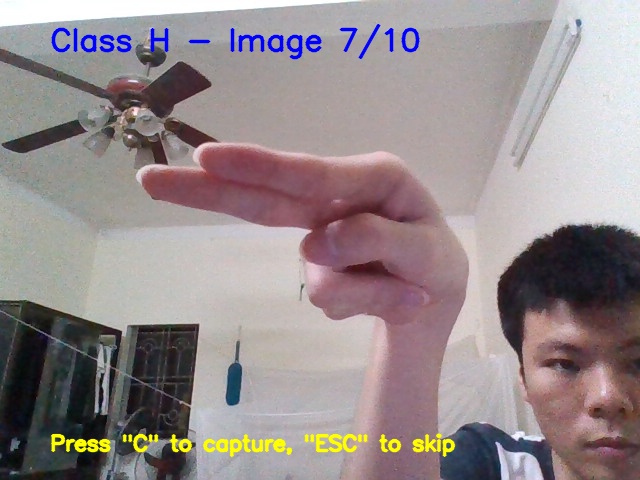 Class H - Image 7/10
Press "C" to capture, "ESC" to skip